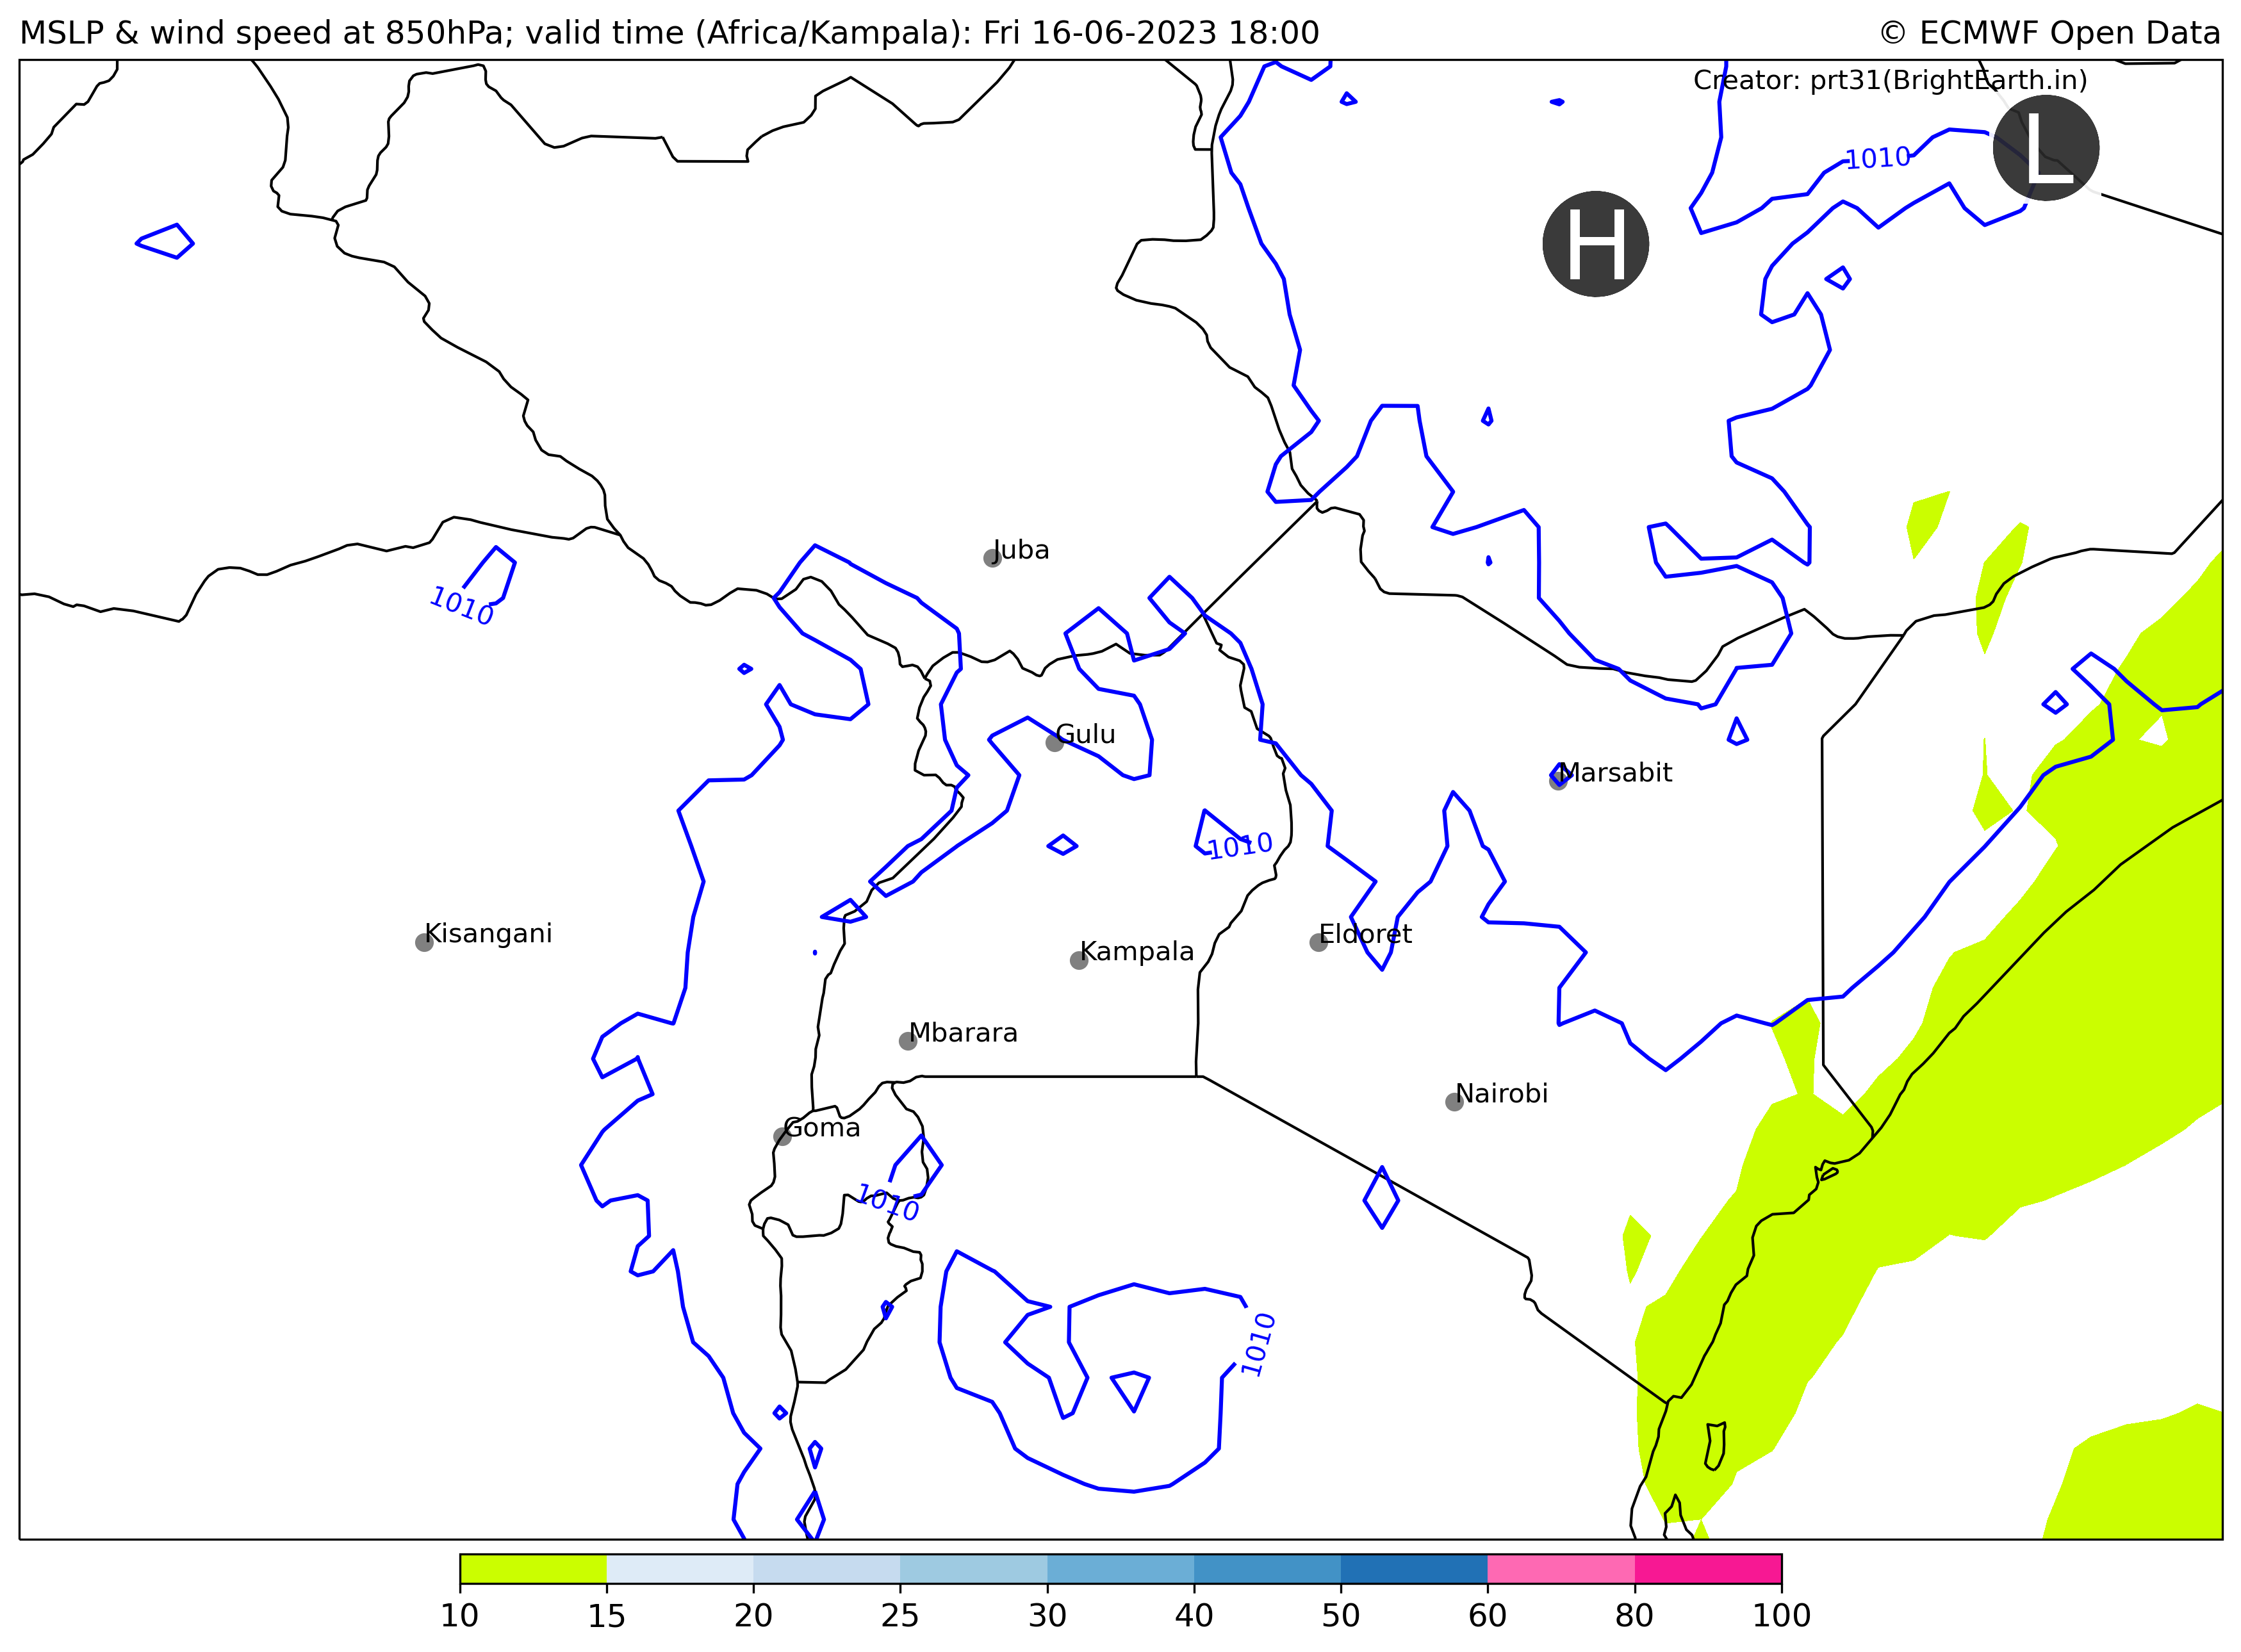 MSLP & wind speed at 850hPa; valid time (Africa/Kampala): Fri 16-06-2023 18:00
© ECMWF Open Data
Creator: prt31(BrightEarth.in)
L
1010
H
Juba
1010
Gulu
Marsabit
1010
Kisangani
Eldoret
Kampala
Mbarara
Nairobi
Goma
1010
1010
10 15 20 25 30 40 50 60 80 100